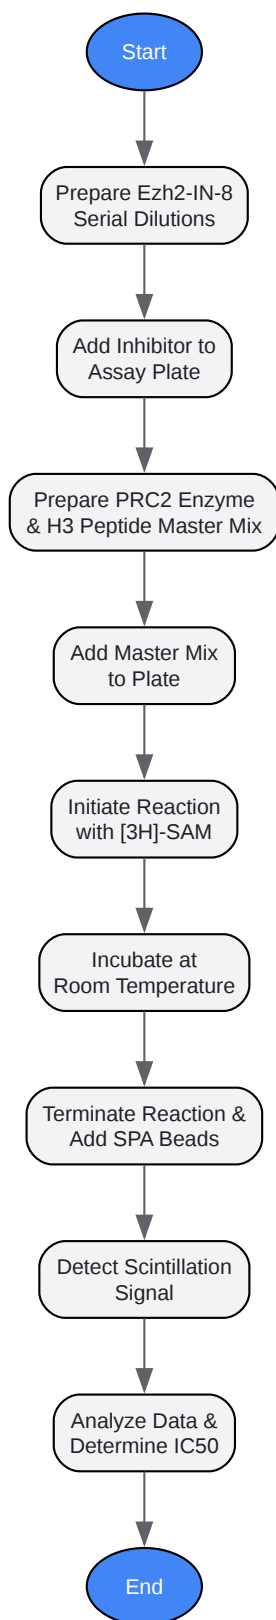 Start
Prepare Ezh2-IN-8
Serial Dilutions
Add Inhibitor to
Assay Plate
Prepare PRC2 Enzyme
& H3 Peptide Master Mix
Add Master Mix
to Plate
Initiate Reaction
with [3H]-SAM
Incubate at
Room Temperature
Terminate Reaction &
Add SPA Beads
Detect Scintillation
Signal
Analyze Data &
Determine IC50
End